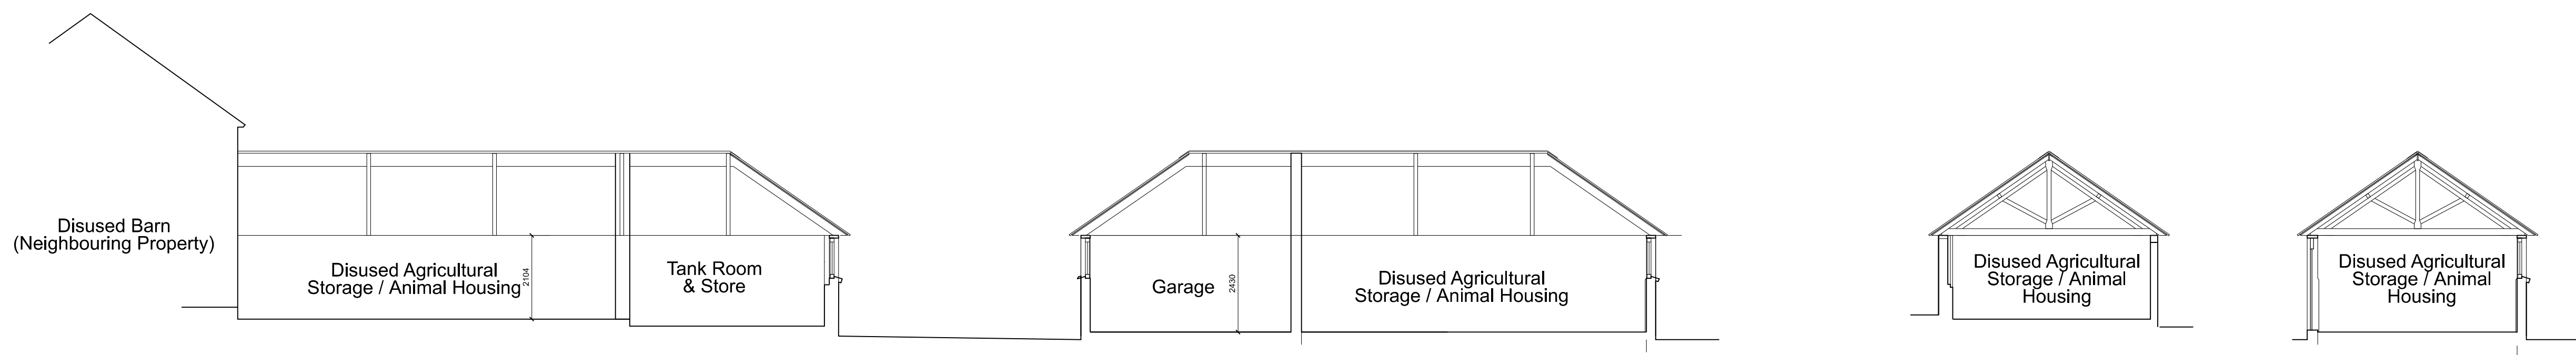 Disused Barn
(Neighbouring Property)
Disused Agricultural
Storage / Animal Housing
2104
Tank Room
& Store
Garage
2430
Disused Agricultural
Storage / Animal Housing
Disused Agricultural
Storage / Animal
Housing
Disused Agricultural
Storage / Animal
Housing